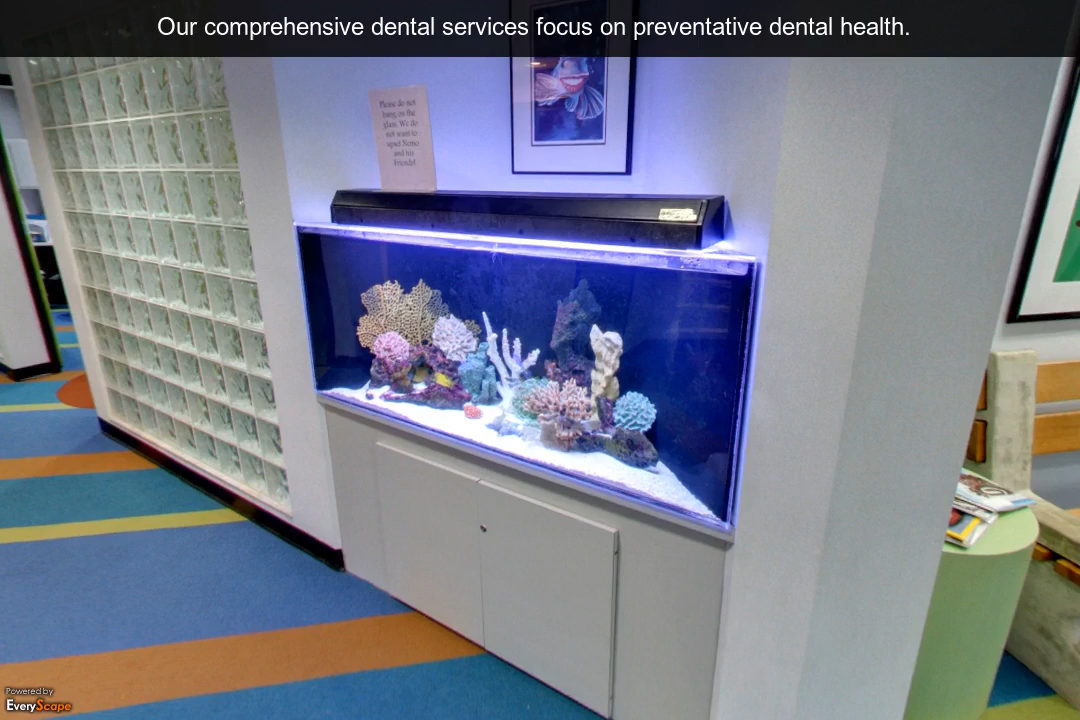 Our comprehensive dental services focus on preventative dental health.
Please do not
bang on the
glass. We do
not want to
upset Nemo
and his
Friends!
Powered by
EveryScape